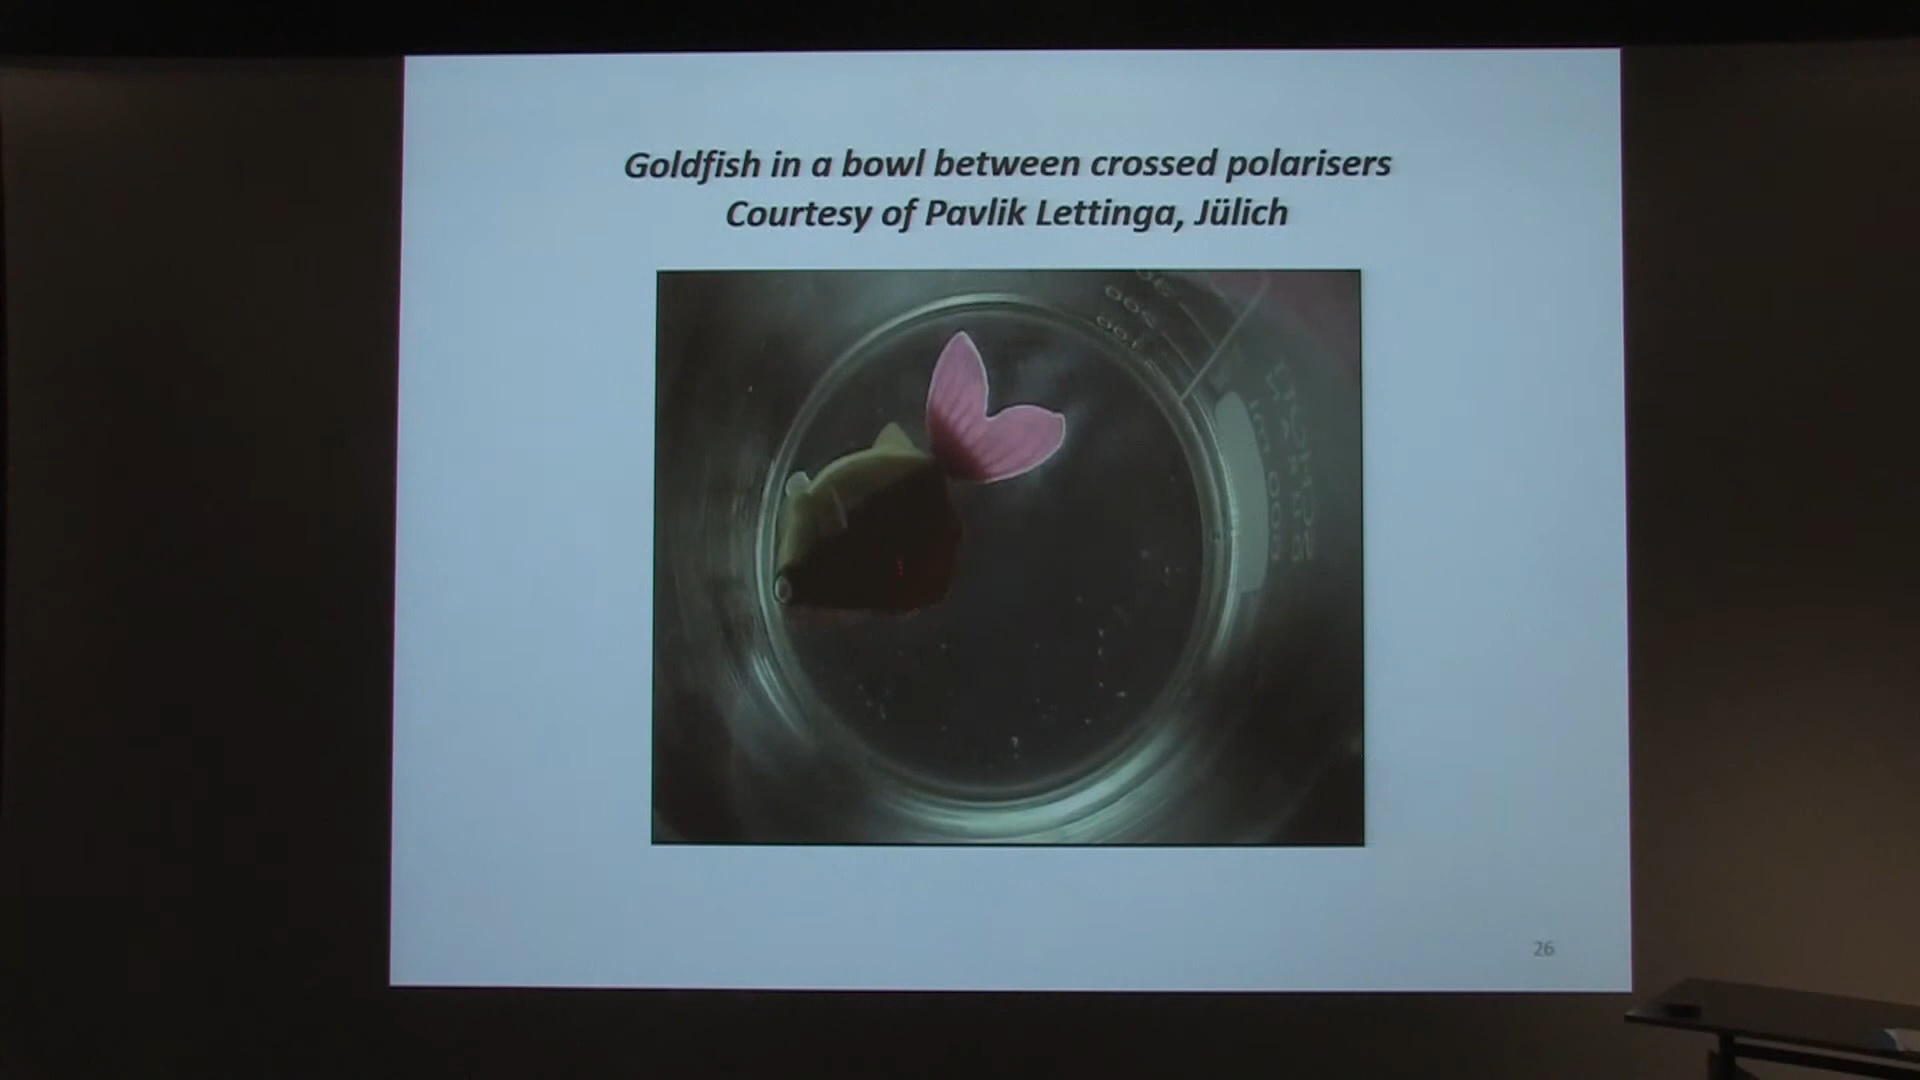 Goldfish in a bowl between crossed polarisers
Courtesy of Pavlik Lettinga, Jülich
26